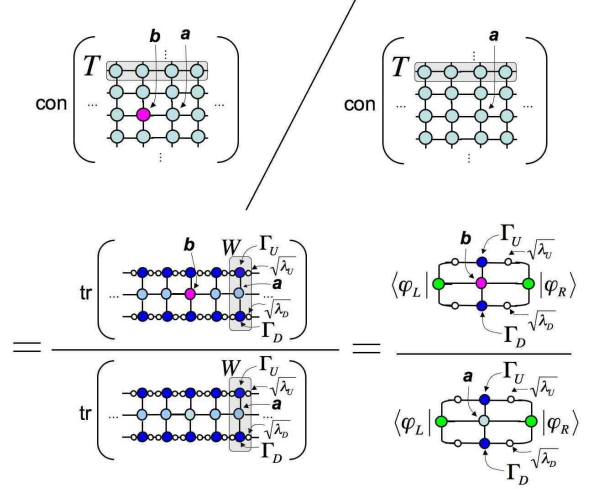 b a
T
con
... ...
...
...
a
T
con
... ...
...
...
W Γ_U
b
√λ_U
tr
... a ...
√λ_D
Γ_D
=
W Γ_U
√λ_U
tr
... a ...
√λ_D
Γ_D
=
Γ_U
b √λ_U
⟨φ_L| |φ_R⟩
√λ_D
Γ_D
Γ_U
a √λ_U
⟨φ_L| |φ_R⟩
√λ_D
Γ_D